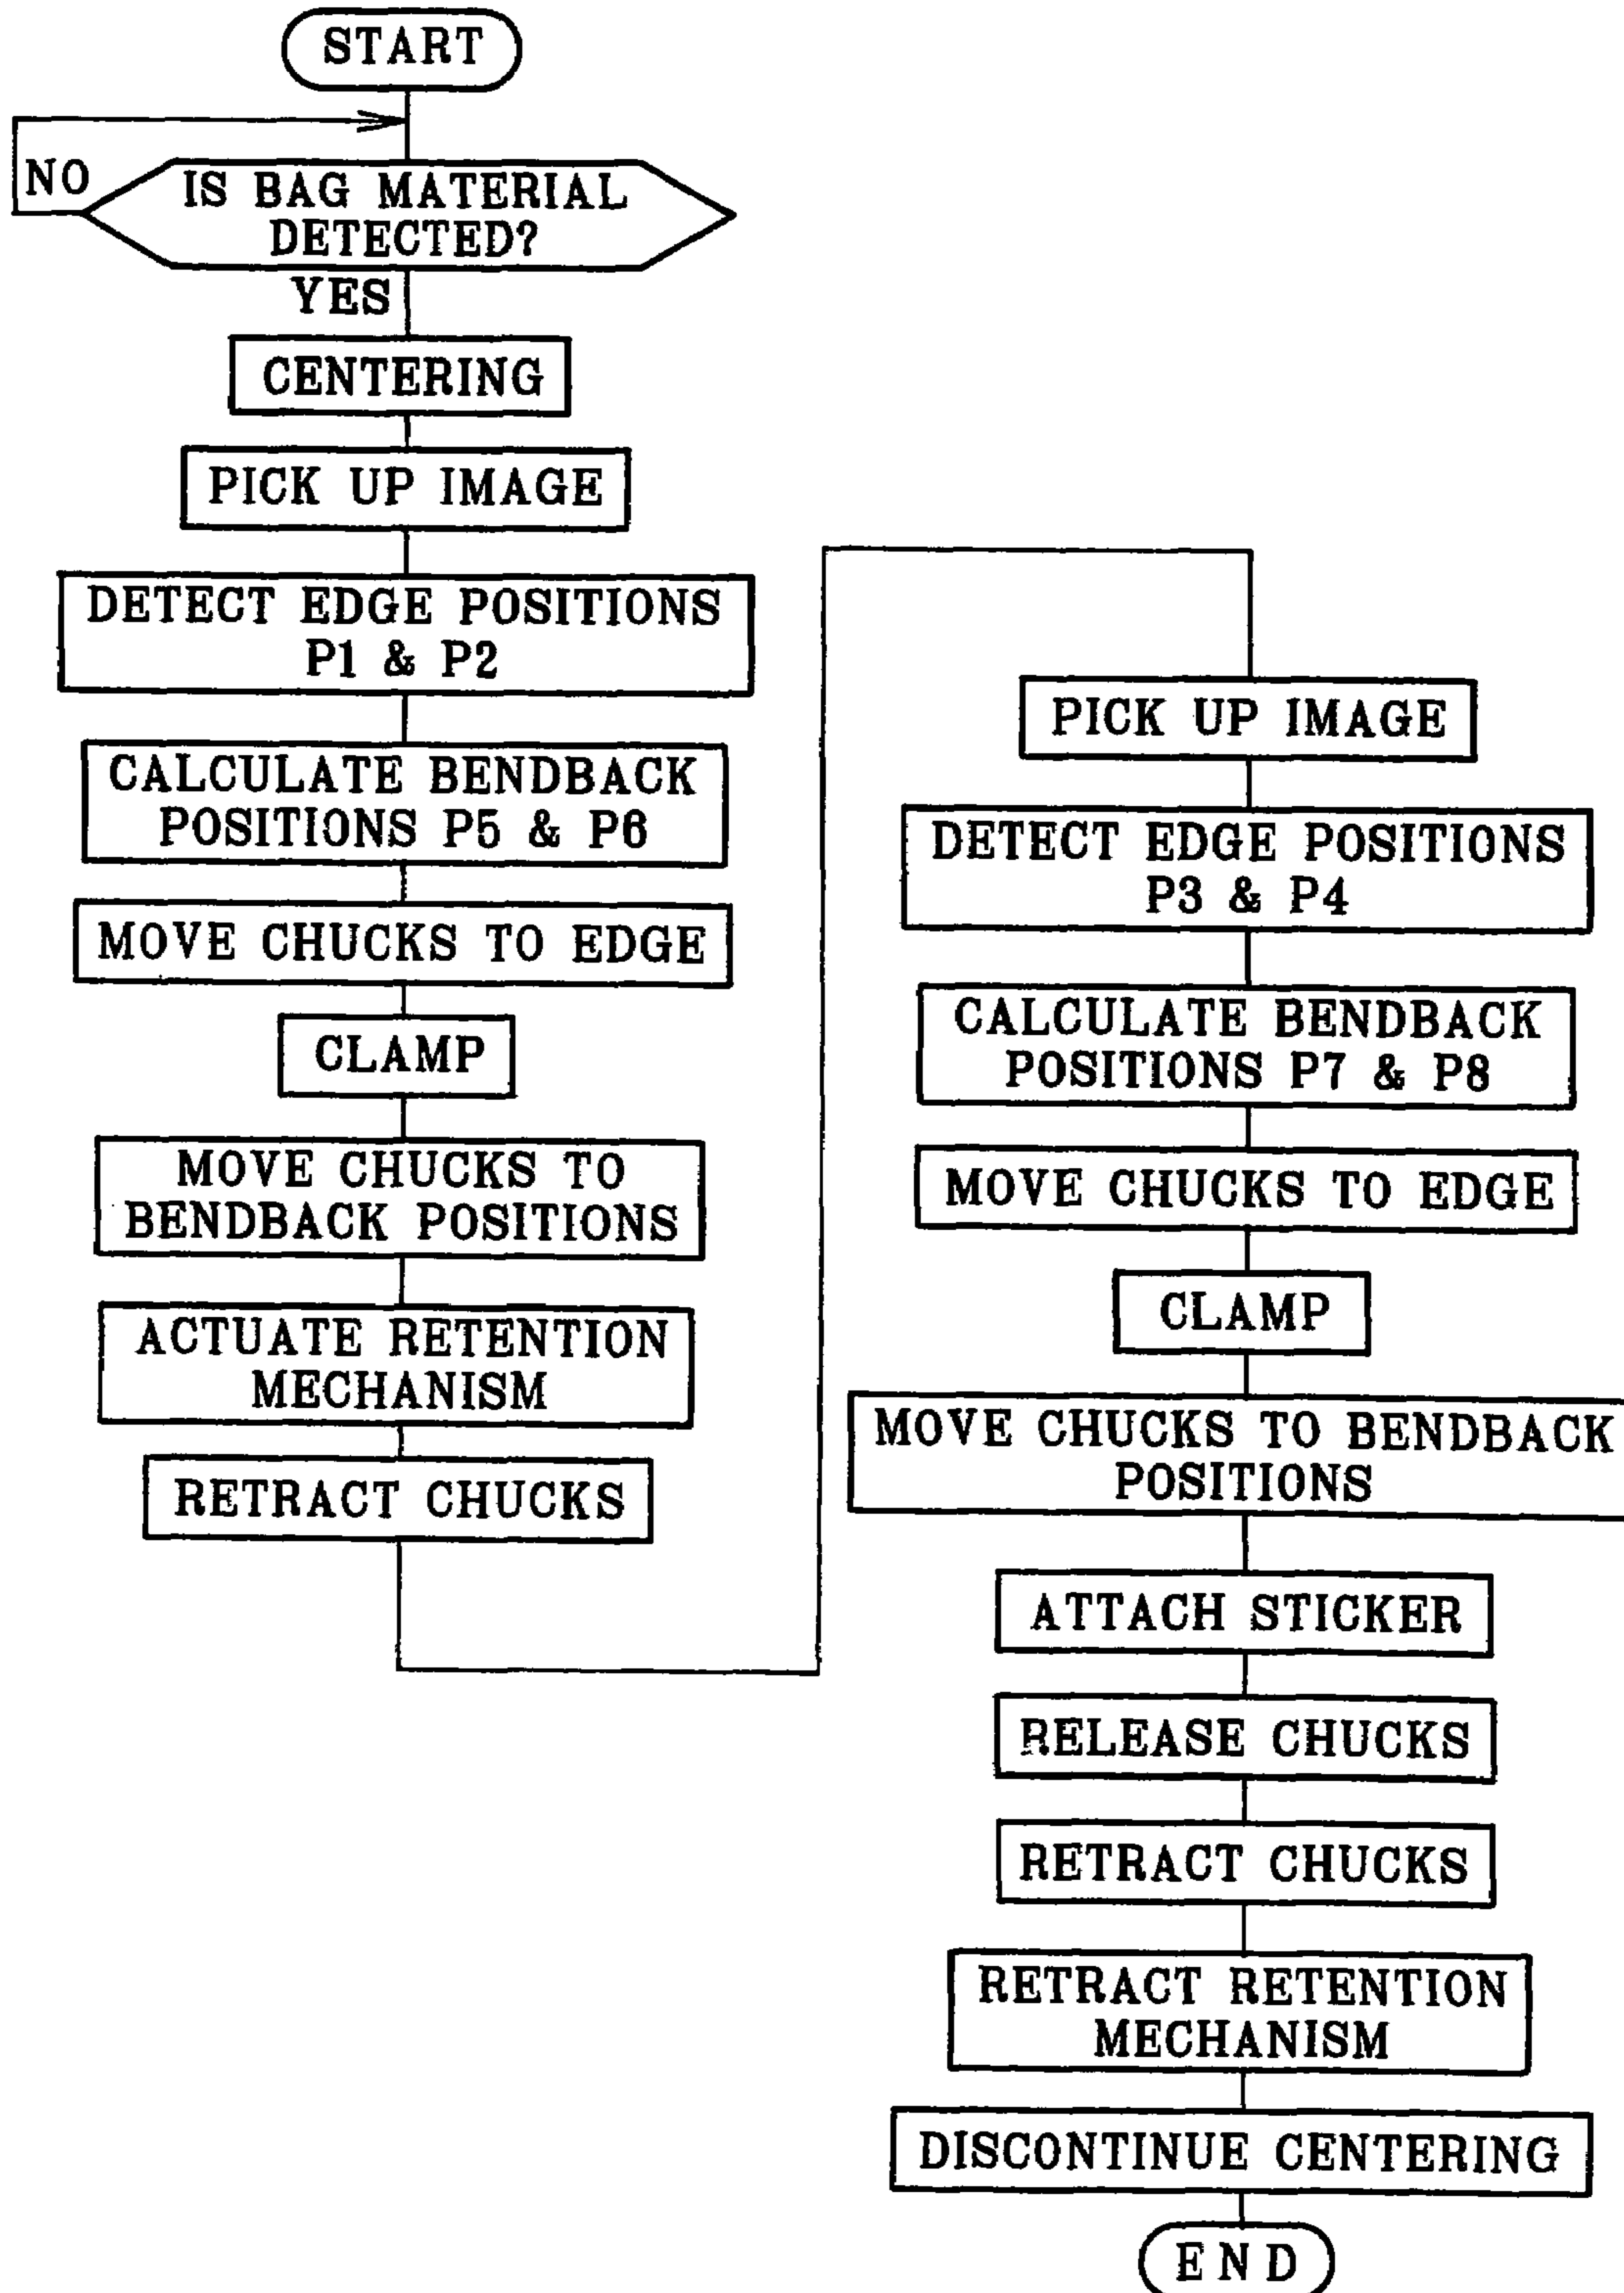 START
NO
IS BAG MATERIAL
DETECTED?
YES
CENTERING
PICK UP IMAGE
DETECT EDGE POSITIONS
P1 & P2
CALCULATE BENDBACK
POSITIONS P5 & P6
MOVE CHUCKS TO EDGE
CLAMP
MOVE CHUCKS TO
BENDBACK POSITIONS
ACTUATE RETENTION
MECHANISM
RETRACT CHUCKS
PICK UP IMAGE
DETECT EDGE POSITIONS
P3 & P4
CALCULATE BENDBACK
POSITIONS P7 & P8
MOVE CHUCKS TO EDGE
CLAMP
MOVE CHUCKS TO BENDBACK
POSITIONS
ATTACH STICKER
RELEASE CHUCKS
RETRACT CHUCKS
RETRACT RETENTION
MECHANISM
DISCONTINUE CENTERING
END